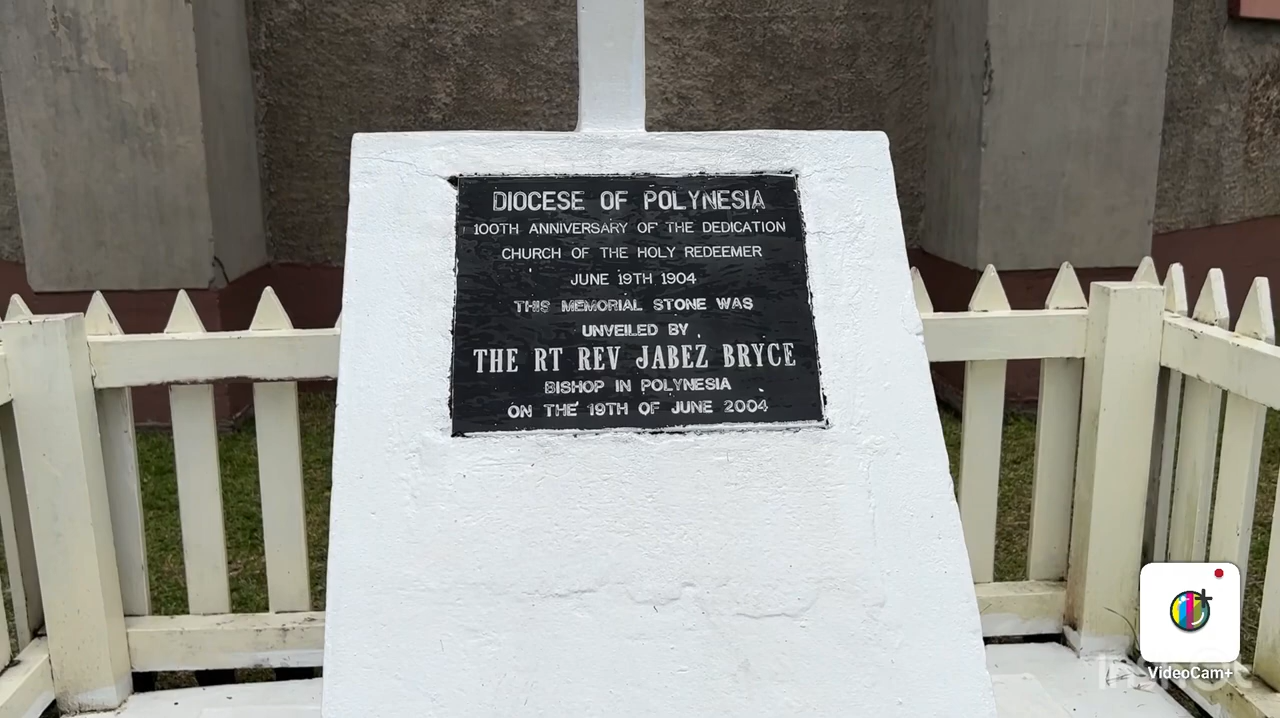 DIOCESE OF POLYNESIA
100TH ANNIVERSARY OF THE DEDICATION
CHURCH OF THE HOLY REDEEMER
JUNE 19TH 1904
THIS MEMORIAL STONE WAS
UNVEILED BY
THE RT REV JABEZ BRYCE
BISHOP IN POLYNESIA
ON THE 19TH OF JUNE 2004
VideoCam+